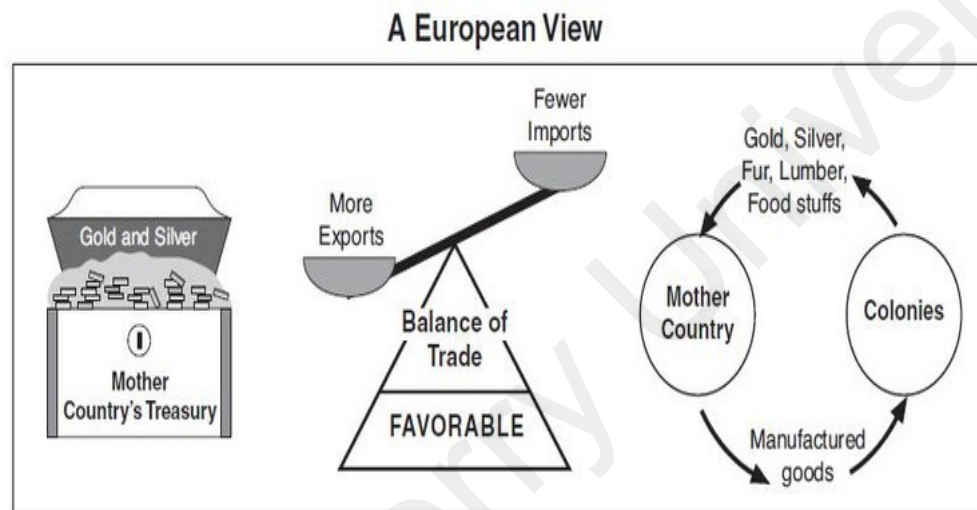 A European View
Gold and Silver
Mother
Country's Treasury
More
Exports
Fewer
Imports
Balance of
Trade
FAVORABLE
Gold, Silver,
Fur, Lumber,
Food stuffs
Mother
Country
Colonies
Manufactured
goods